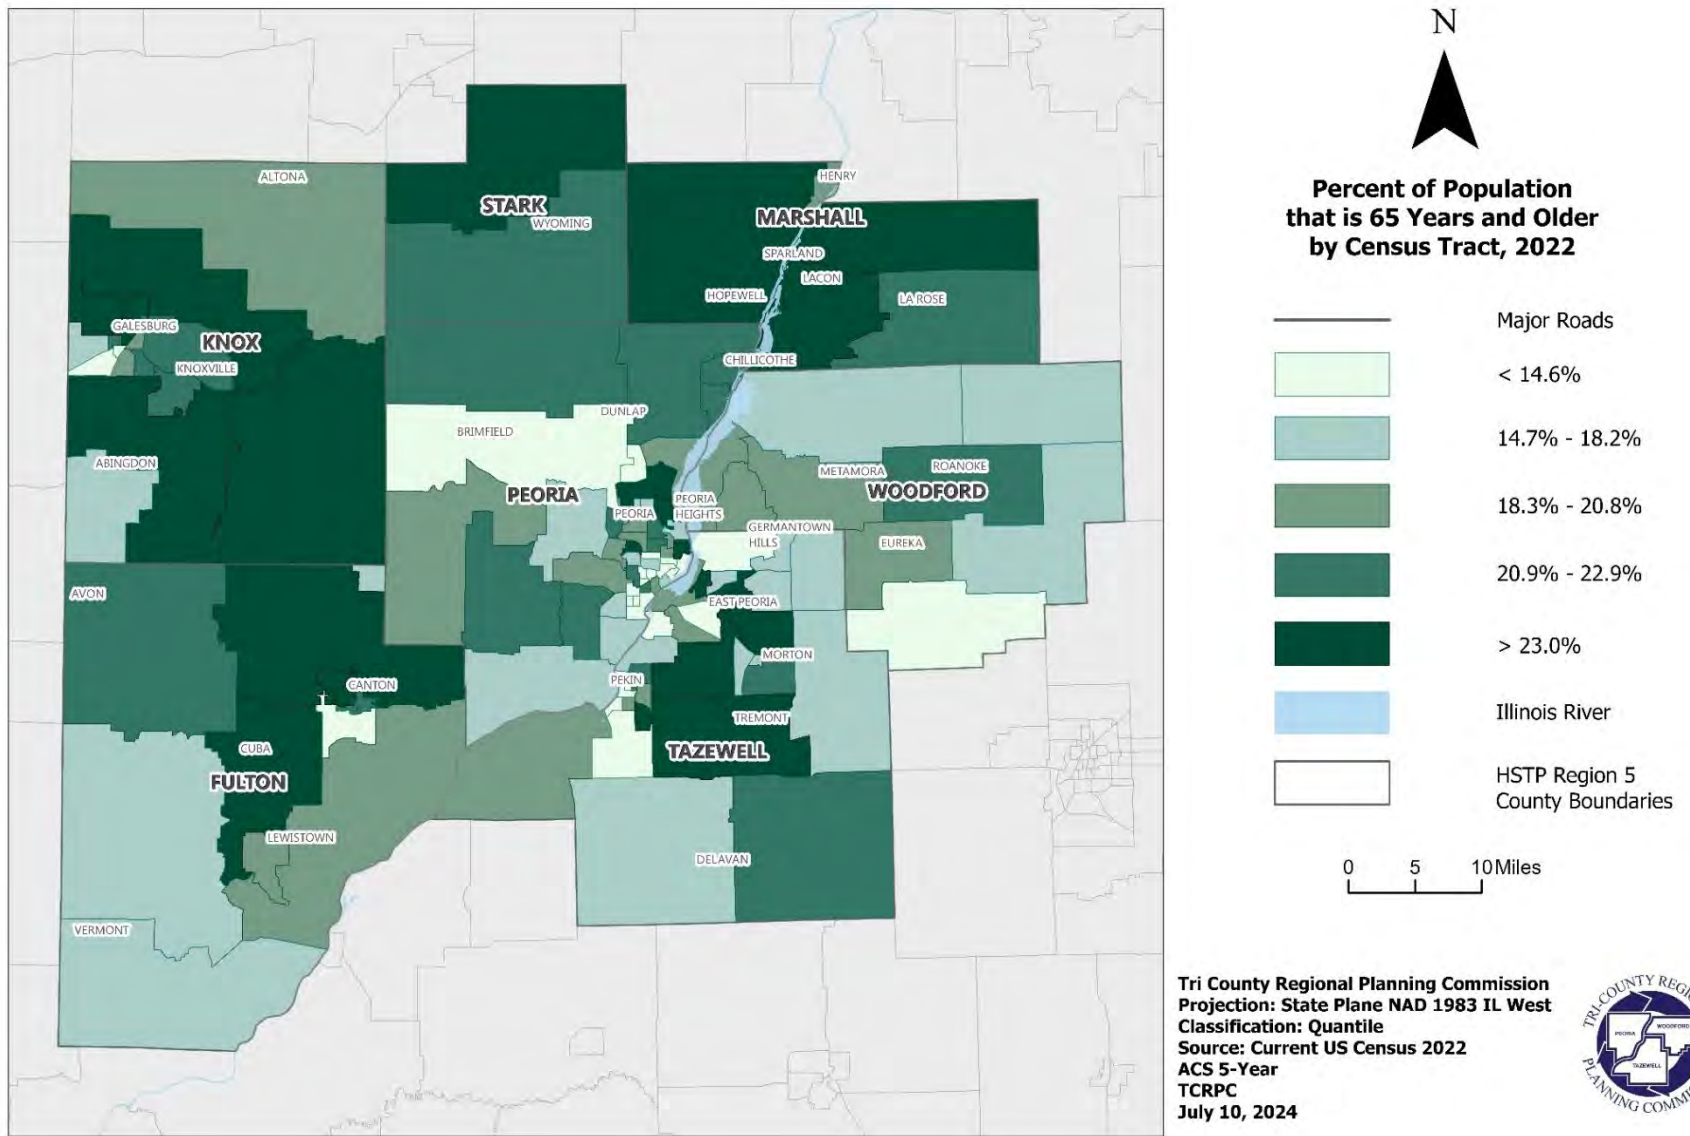 N
Percent of Population
that is 65 Years and Older
by Census Tract, 2022
Major Roads
< 14.6%
14.7% - 18.2%
18.3% - 20.8%
20.9% - 22.9%
> 23.0%
Illinois River
HSTP Region 5
County Boundaries
0 5 10 Miles
Tri County Regional Planning Commission
Projection: State Plane NAD 1983 IL West
Classification: Quantile
Source: Current US Census 2022
ACS 5-Year
TCRPC
July 10, 2024
ALTONA
HENRY
STARK
WYOMING
MARSHALL
SPARLAND
LACON
HOPEWELL
LA ROSE
GALESBURG
KNOX
KNOXVILLE
CHILLICOTHE
DUNLAP
BRIMFIELD
ABINGDON
METAMORA
ROANOKE
PEORIA
WOODFORD
PEORIA
HEIGHTS
PEORIA
GERMANTOWN
HILLS
EUREKA
AVON
EAST PEORIA
MORTON
CANTON
PEKIN
TREMONT
CUBA
TAZEWELL
FULTON
LEWISTOWN
DELAVAN
VERMONT
PEORIA
WOODFORD
TAZEWELL